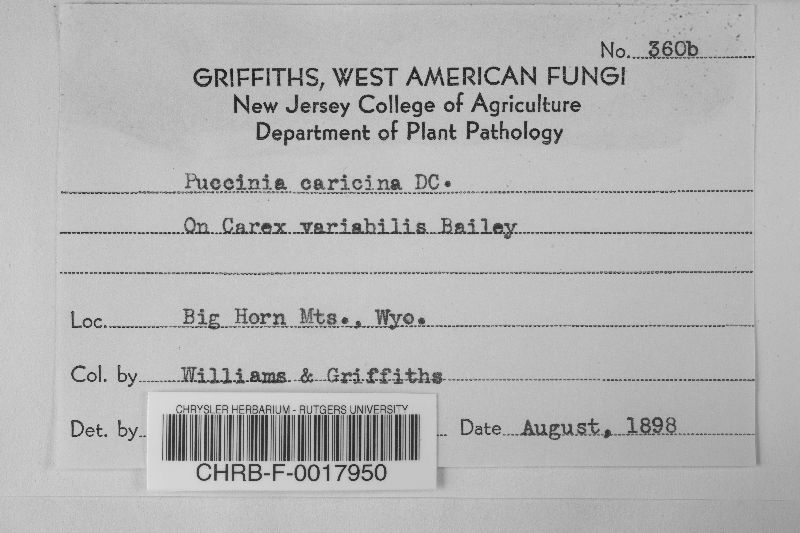 No. 360b
GRIFFITHS, WEST AMERICAN FUNGI
New Jersey College of Agriculture
Department of Plant Pathology
Puccinia caricina DC.
On Carex variabilis Bailey
Loc. Big Horn Mts., Wyo.
Col. by Williams & Griffiths
Det. by
Date August, 1898
CHRYSLER HERBARIUM - RUTGERS UNIVERSITY
CHRB-F-0017950